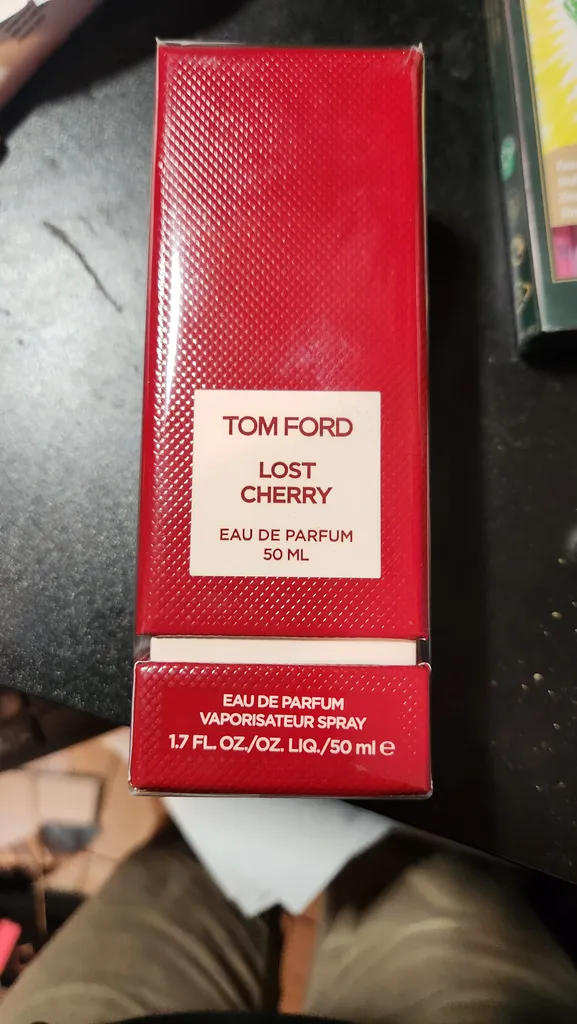 TOM FORD
LOST
CHERRY
EAU DE PARFUM
50 ML
EAU DE PARFUM
VAPORISATEUR SPRAY
1.7 FL. OZ./OZ. LIQ./50 ml e